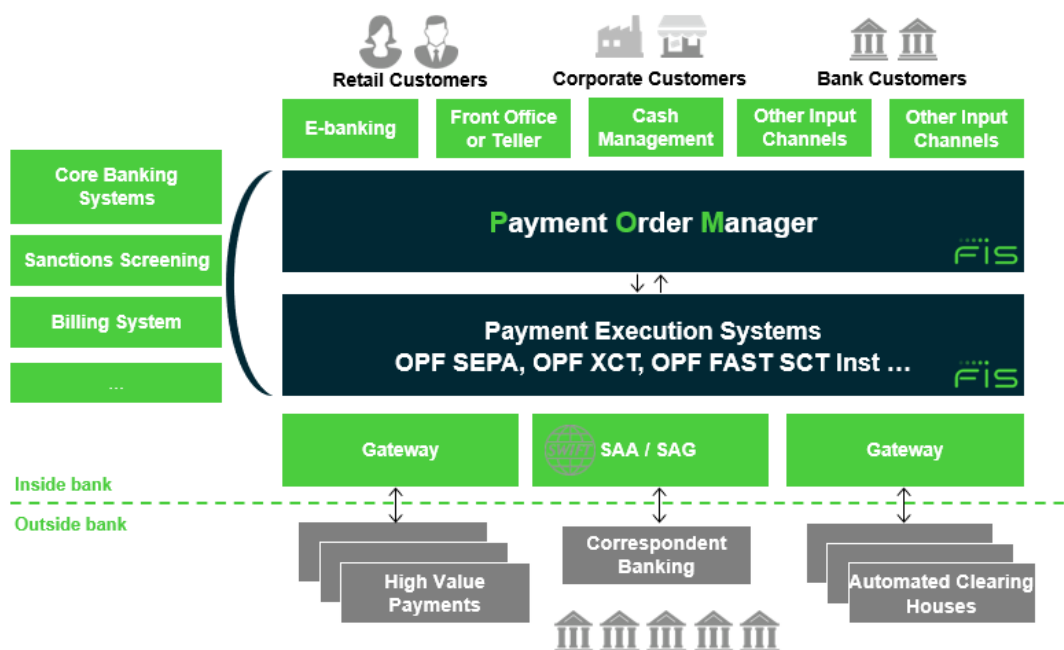 Retail Customers
Corporate Customers
Bank Customers
E-banking
Front Office
or Teller
Cash
Management
Other Input
Channels
Other Input
Channels
Core Banking
Systems
Sanctions Screening
Billing System
...
Payment Order Manager
FIS
Payment Execution Systems
OPF SEPA, OPF XCT, OPF FAST SCT Inst ...
FIS
Gateway
SAA / SAG
Gateway
Inside bank
Outside bank
High Value
Payments
Correspondent
Banking
Automated Clearing
Houses